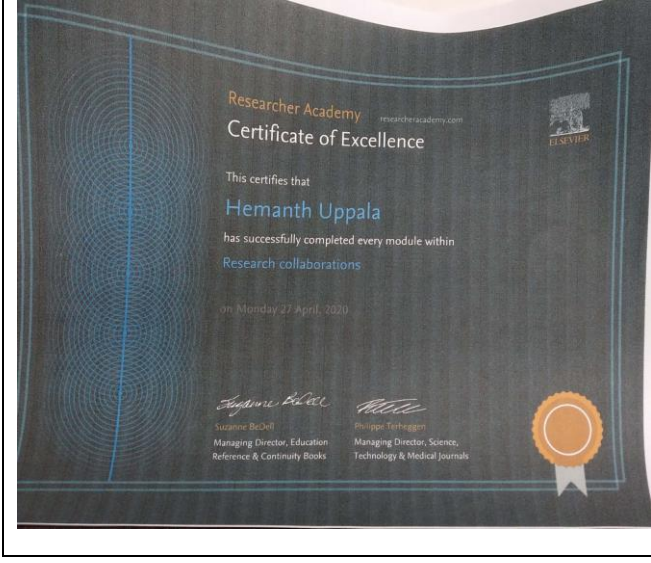 Researcher Academy
researcheracademy.com
Certificate of Excellence
ELSEVIER
This certifies that
Hemanth Uppala
has successfully completed every module within
Research collaborations
on Monday 27 April, 2020
Suzanne BeDell
Suzanne BeDell
Philippe Terheggen
Managing Director, Education
Reference & Continuity Books
Managing Director, Science,
Technology & Medical Journals